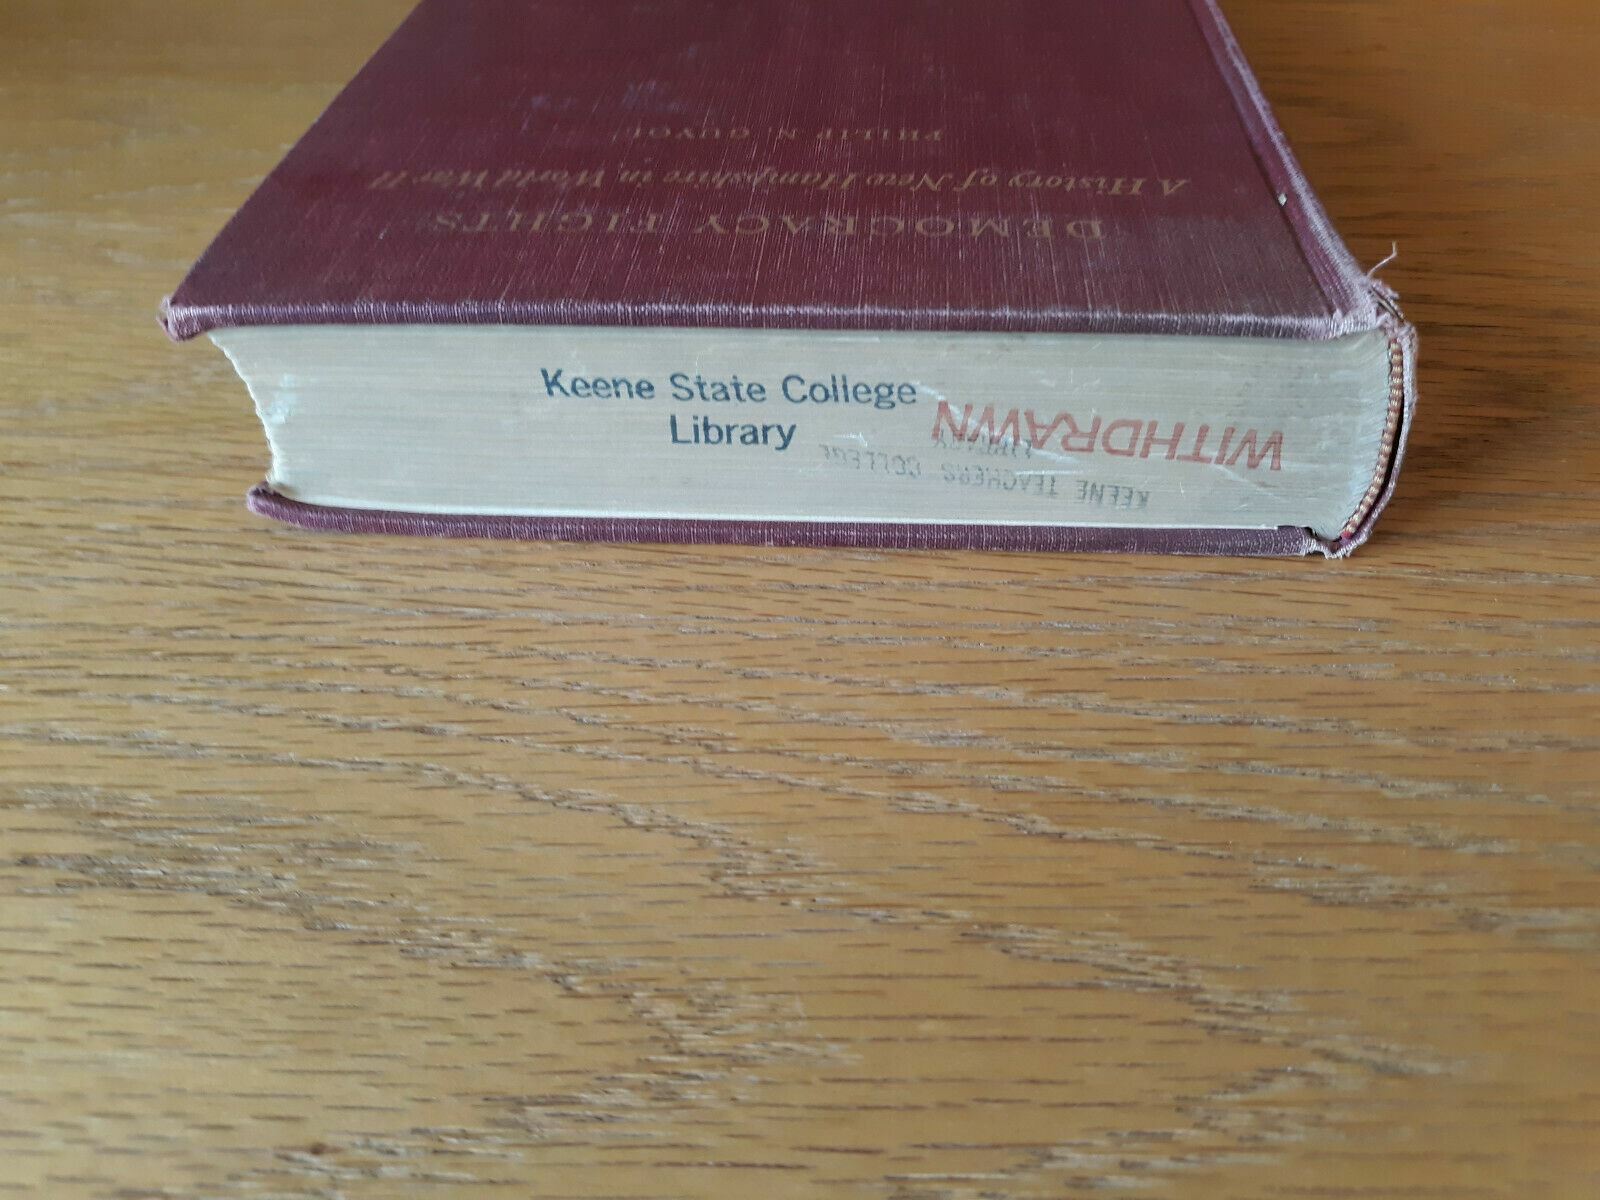 DEMOCRACY FIGHTS
A History of New Hampshire in World War II
PHILIP N. GUYOL
Keene State College
Library
WITHDRAWN
KEENE TEACHERS COLLEGE
LIBRARY